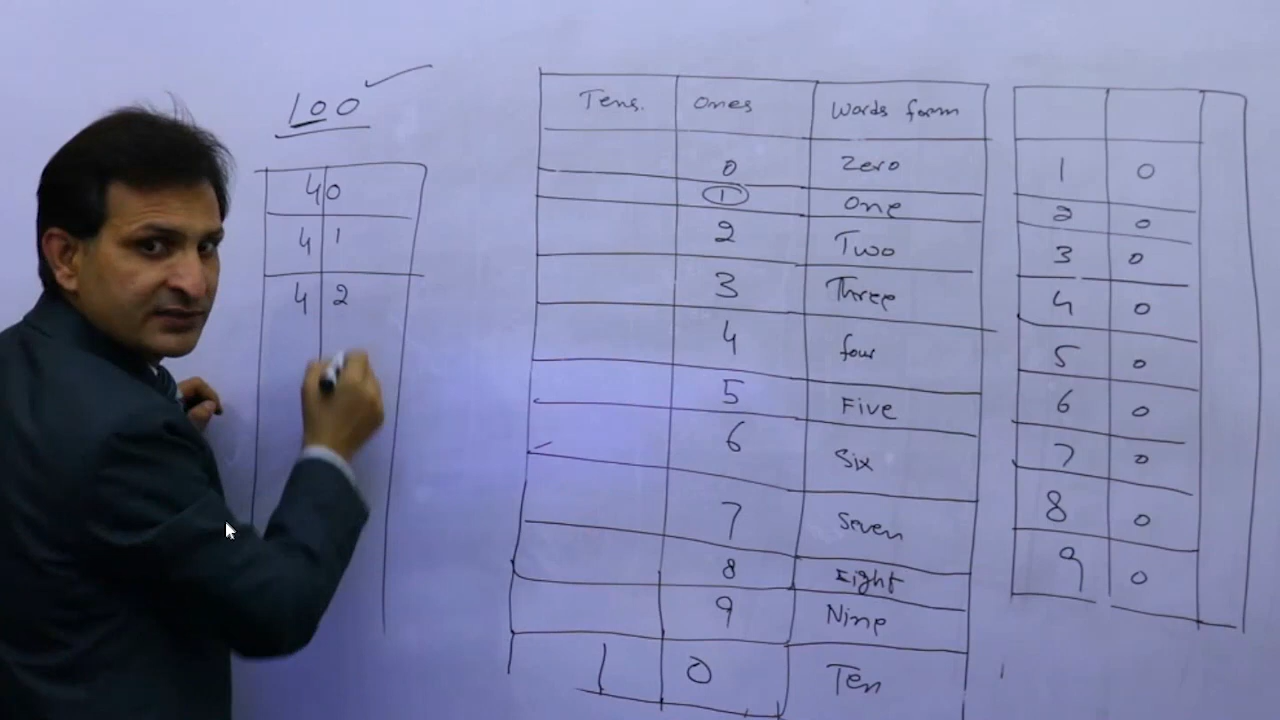 100
40
41
42
Tens. Ones Words form
0 Zero
1 One
2 Two
3 Three
4 four
5 Five
6 Six
7 Seven
8 Eight
9 Nine
10 Ten
1 0
2 0
3 0
4 0
5 0
6 0
7 0
8 0
9 0